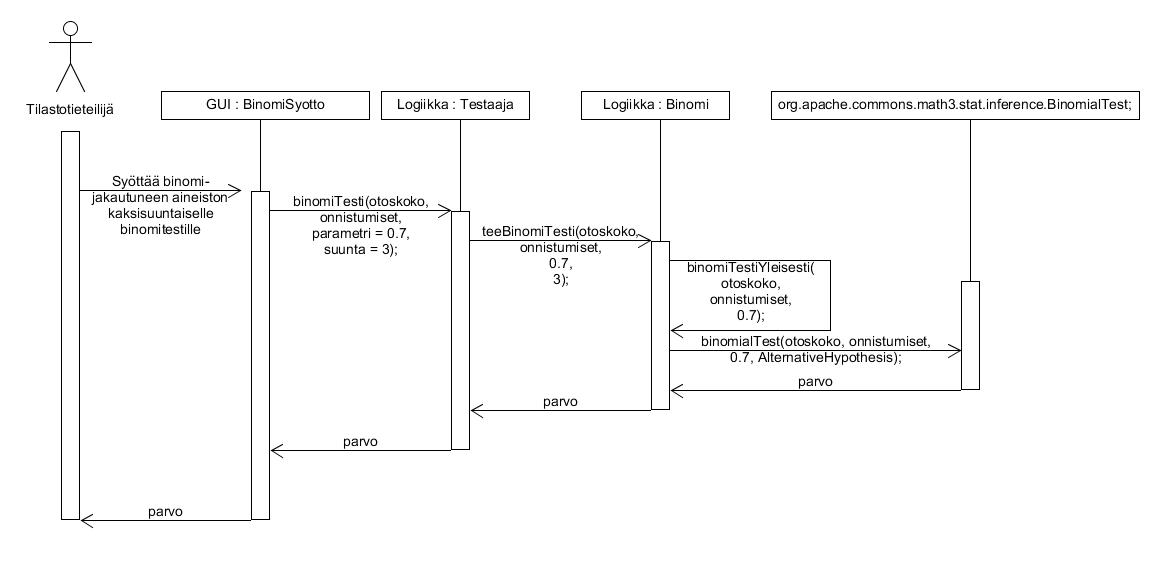 Tilastotieteilijä
GUI : BinomiSyotto
Logiikka : Testaaja
Logiikka : Binomi
org.apache.commons.math3.stat.inference.BinomialTest;
Syöttää binomi-
jakautuneen aineiston
kaksisuuntaiselle
binomitestille
binomiTesti(otoskoko,
onnistumiset,
parametri = 0.7,
suunta = 3);
teeBinomiTesti(otoskoko,
onnistumiset,
0.7,
3);
binomiTestiYleisesti(
otoskoko,
onnistumiset,
0.7);
binomialTest(otoskoko, onnistumiset,
0.7, AlternativeHypothesis);
parvo
parvo
parvo
parvo